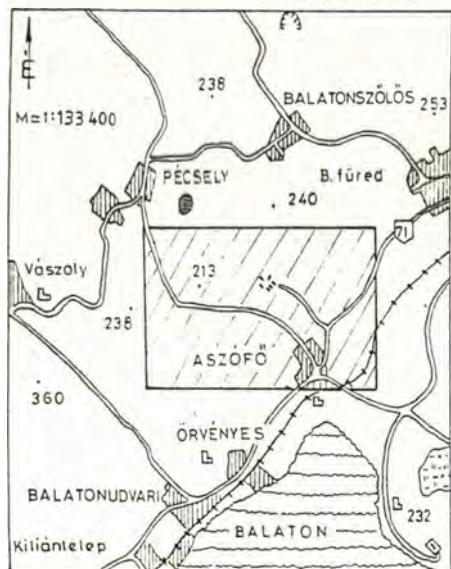 238
BALATONSZŐLŐS
253
É
M≃1:133 400
PÉCSELY
B. füred
240
71
Vászoly
213
238
ASZÓFŐ
360
ÖRVÉNYES
BALATONUDVARI
BALATON
232
Kiliántelep